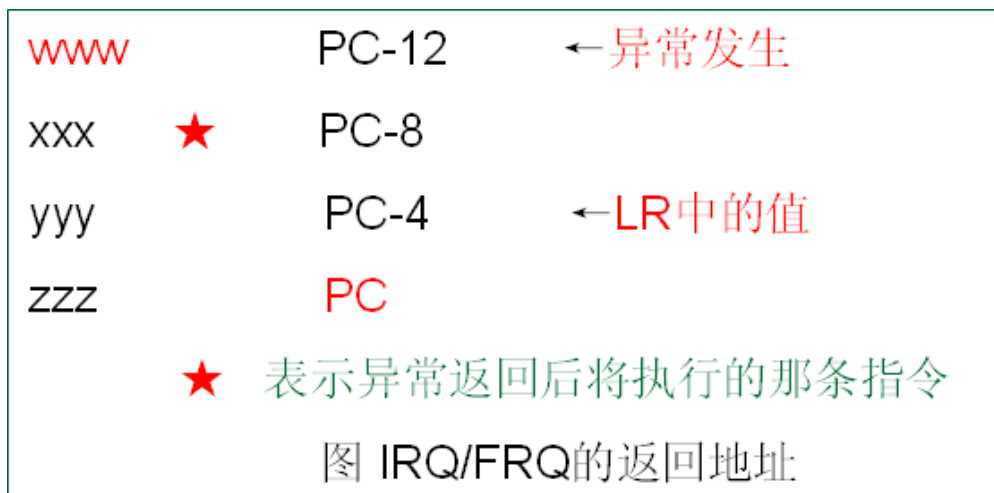 www PC-12 ←异常发生
xxx ★ PC-8
yyy PC-4 ←LR中的值
zzz PC
★ 表示异常返回后将执行的那条指令
图 IRQ/FRQ的返回地址